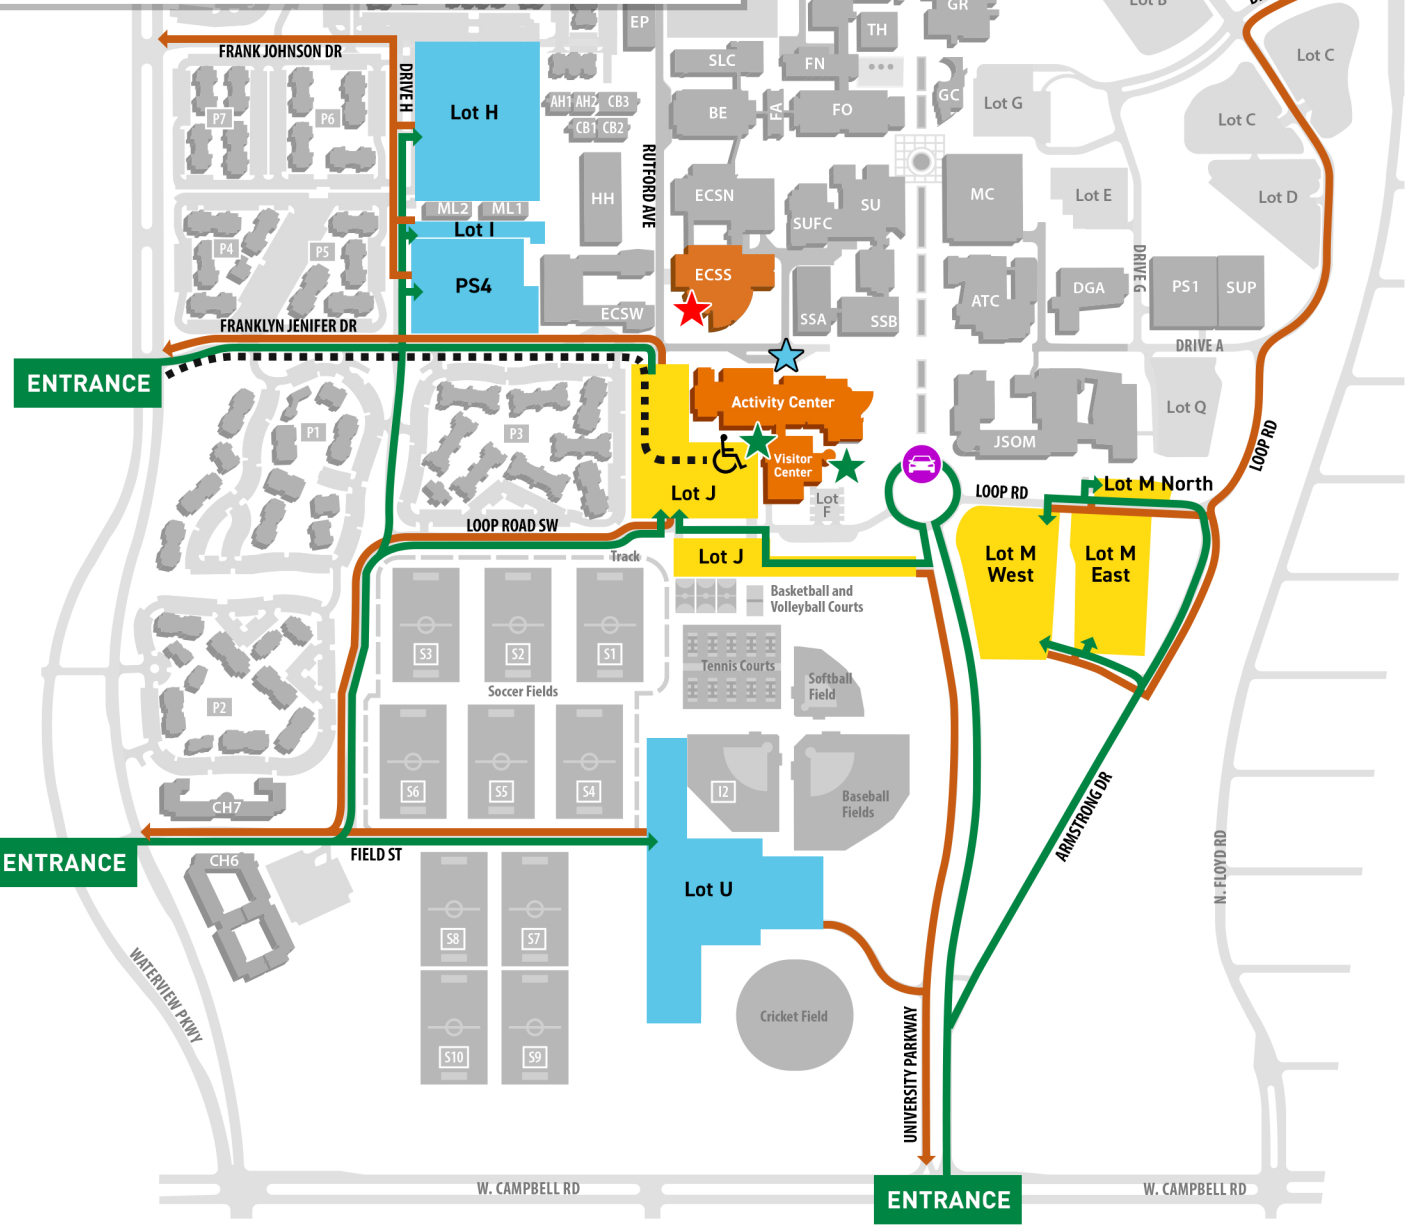 EP
TH
GR
Lot B
Lot C
FRANK JOHNSON DR
DRIVE H
Lot H
SLC
FN
GC
Lot G
Lot C
P7
P6
AH1
AH2
CB3
CB1
CB2
BE
FA
FO
RUTFORD AVE
HH
ECSN
SUFC
SU
MC
Lot E
Lot D
ML2
ML1
Lot I
P4
P5
PS4
ECSW
ECSS
SSA
SSB
ATC
DGA
DRIVE G
PS1
SUP
FRANKLYN JENIFER DR
DRIVE A
ENTRANCE
P1
P3
Activity Center
Visitor
Center
Lot J
Lot
F
JSOM
Lot Q
LOOP RD
LOOP RD
Lot M North
LOOP ROAD SW
Track
Lot J
Lot M
West
Lot M
East
Basketball and
Volleyball Courts
S3
S2
S1
Tennis Courts
Softball
Field
Soccer Fields
P2
S6
S5
S4
I2
Baseball
Fields
CH7
ENTRANCE
CH6
FIELD ST
Lot U
ARMSTRONG DR
N. FLOYD RD
S8
S7
WATERVIEW PKWY
Cricket Field
S10
S9
UNIVERSITY PARKWAY
W. CAMPBELL RD
ENTRANCE
W. CAMPBELL RD